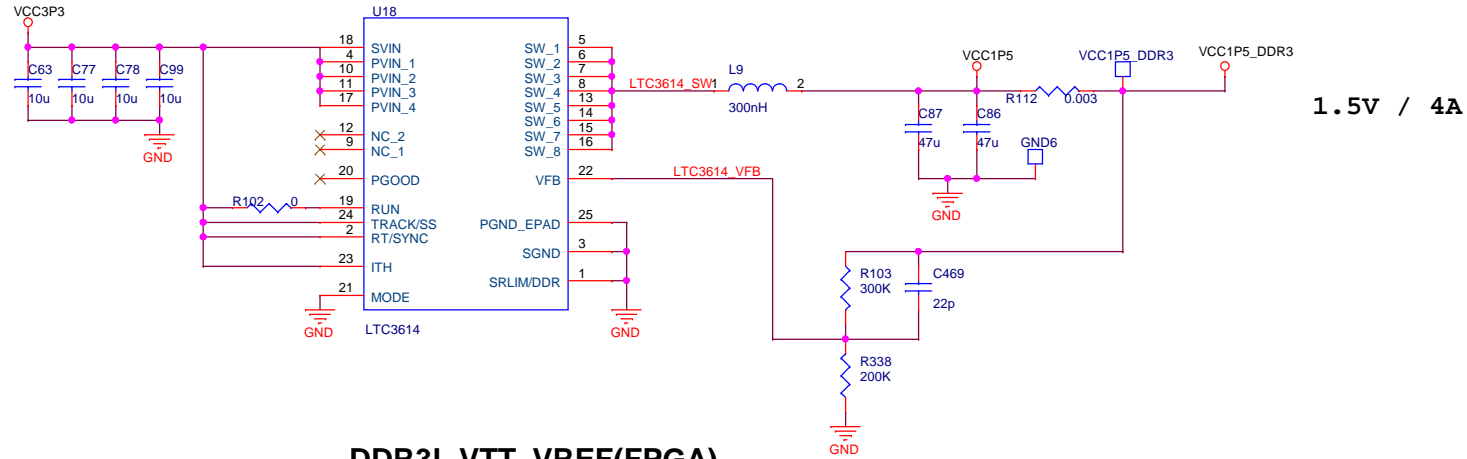 VCC3P3
C63
10u
C77
10u
C78
10u
C99
10u
GND
U18
18 SVIN
4 PVIN_1
10 PVIN_2
11 PVIN_3
17 PVIN_4
12 NC_2
9 NC_1
20 PGOOD
R102 0
19 RUN
24 TRACK/SS
2 RT/SYNC
23 ITH
21 MODE
GND
LTC3614
SW_1 5
SW_2 6
SW_3 7
SW_4 8
SW_5 13
SW_6 14
SW_7 15
SW_8 16
VFB 22
PGND_EPAD 25
SGND 3
SRLIM/DDR 1
GND
LTC3614_SW
1 L9 2
300nH
LTC3614_VFB
VCC1P5
VCC1P5_DDR3
VCC1P5_DDR3
R112 0.003
C87
47u
C86
47u
GND6
GND
1.5V / 4A
R103
300K
C469
22p
R338
200K
GND